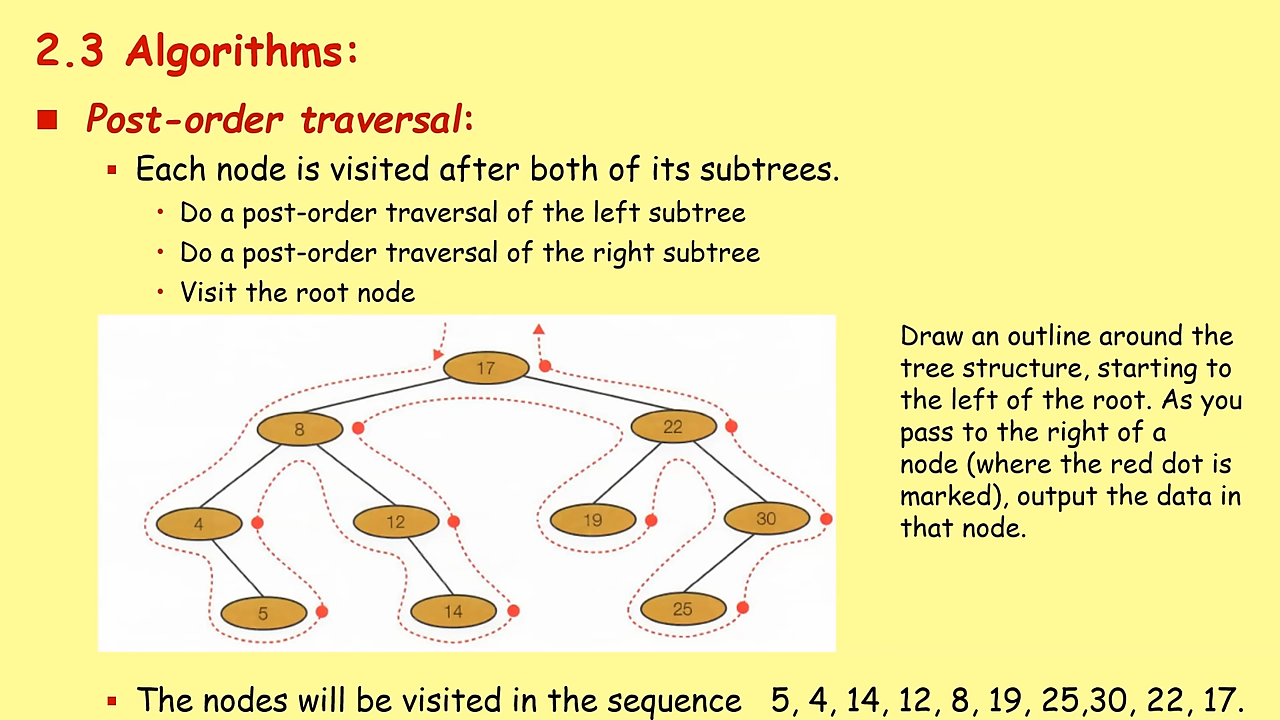 2.3 Algorithms:
Post-order traversal:
Each node is visited after both of its subtrees.
Do a post-order traversal of the left subtree
Do a post-order traversal of the right subtree
Visit the root node
17
8
22
4
12
19
30
5
14
25
Draw an outline around the
tree structure, starting to
the left of the root. As you
pass to the right of a
node (where the red dot is
marked), output the data in
that node.
The nodes will be visited in the sequence 5, 4, 14, 12, 8, 19, 25,30, 22, 17.